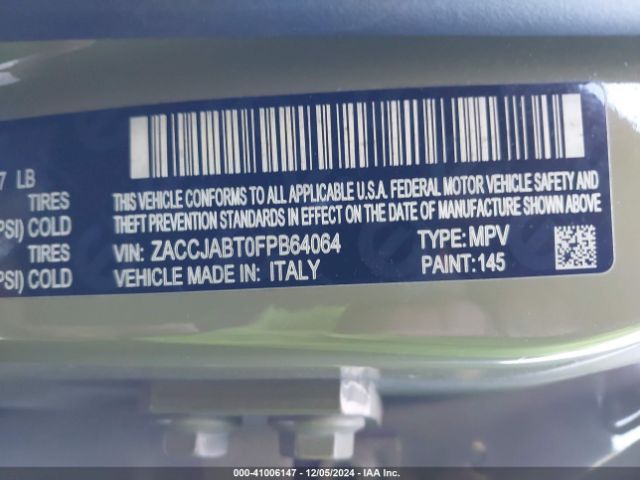 7 LB
TIRES
PSI) COLD
TIRES
PSI) COLD
THIS VEHICLE CONFORMS TO ALL APPLICABLE U.S.A. FEDERAL MOTOR VEHICLE SAFETY AND
THEFT PREVENTION STANDARDS IN EFFECT ON THE DATE OF MANUFACTURE SHOWN ABOVE.
VIN: ZACCJABT0FPB64064 TYPE: MPV
VEHICLE MADE IN: ITALY PAINT: 145
000-41006147 - 12/05/2024 - IAA Inc.